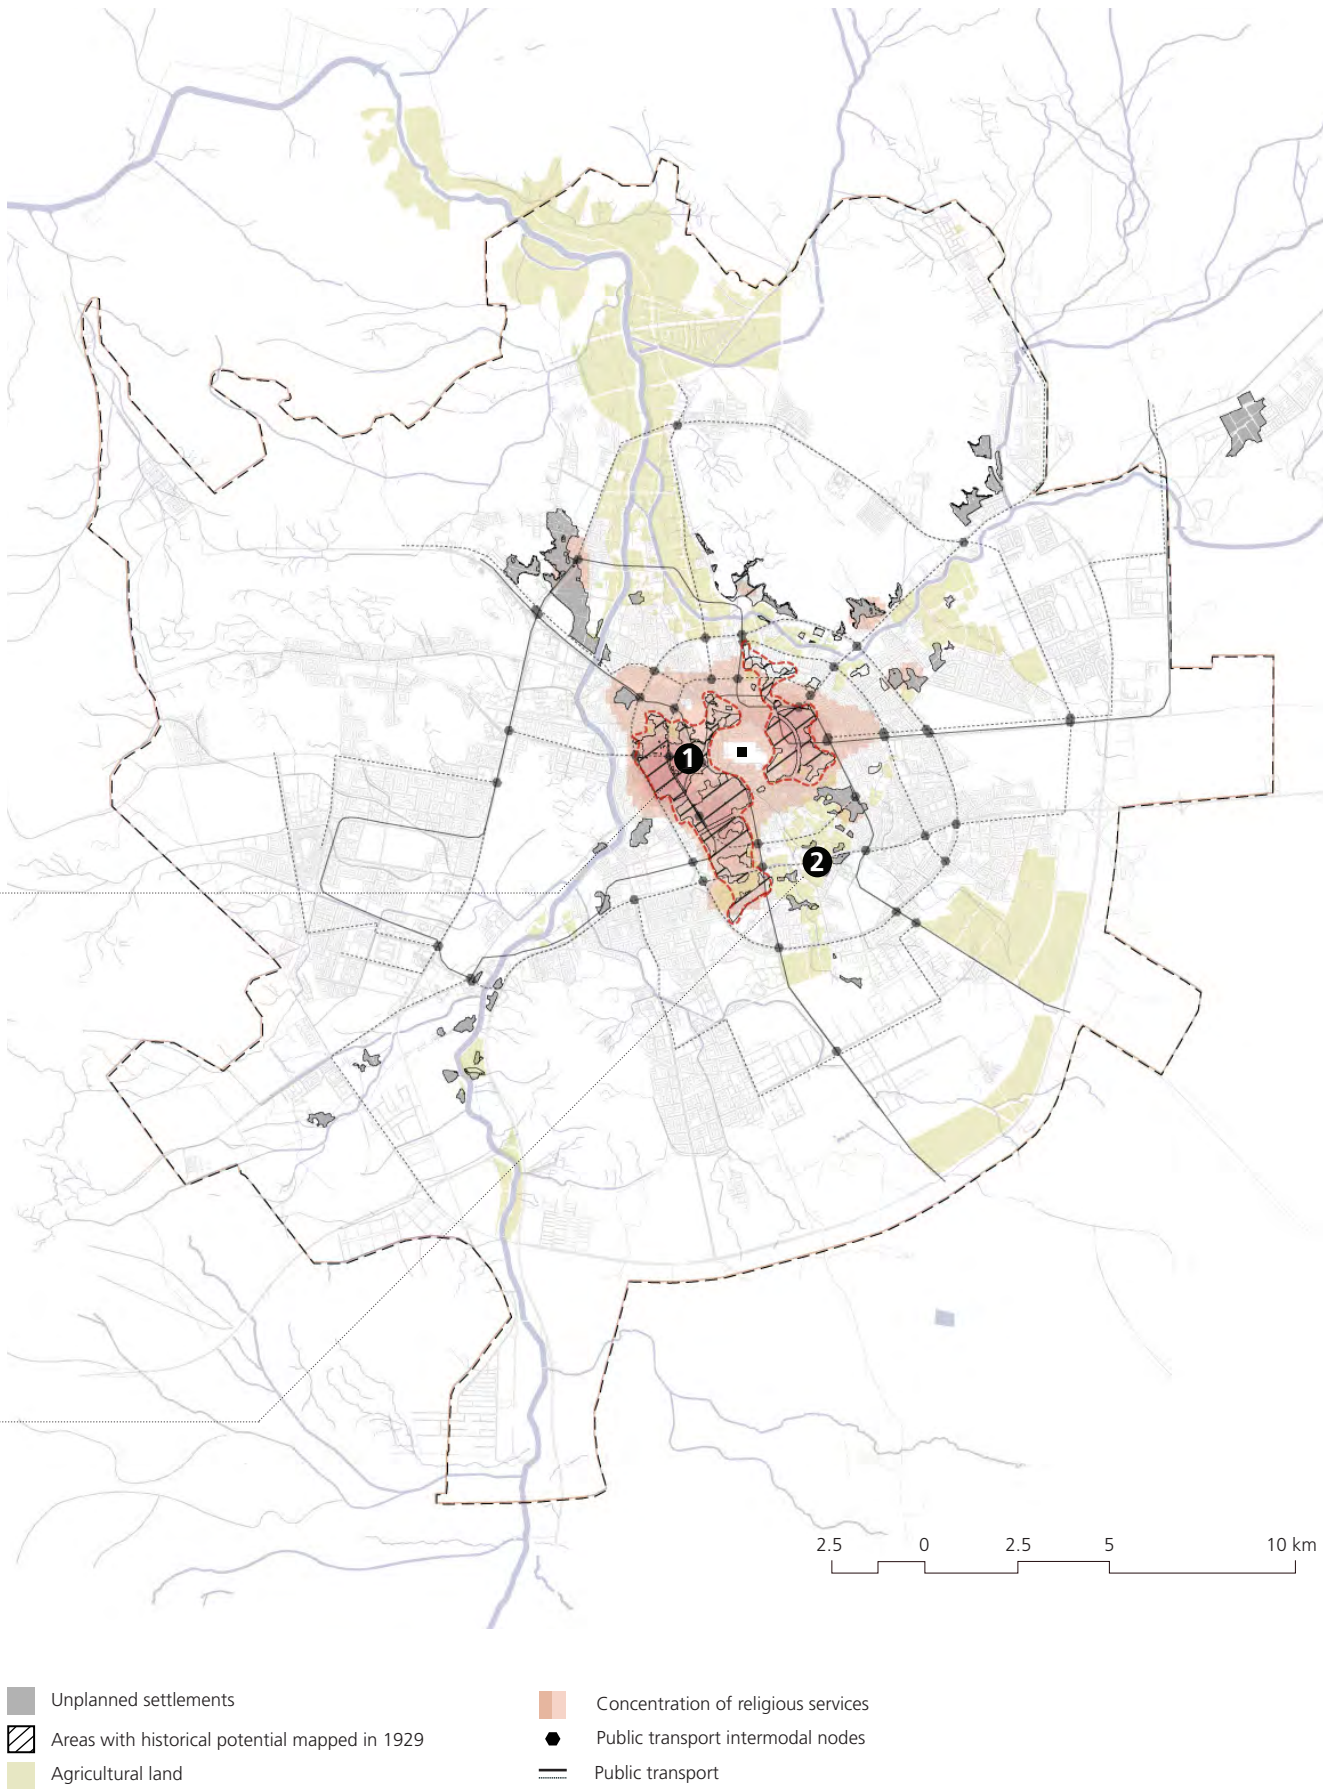 1
2
2.5 0 2.5 5 10 km
Unplanned settlements
Areas with historical potential mapped in 1929
Agricultural land
Concentration of religious services
Public transport intermodal nodes
Public transport